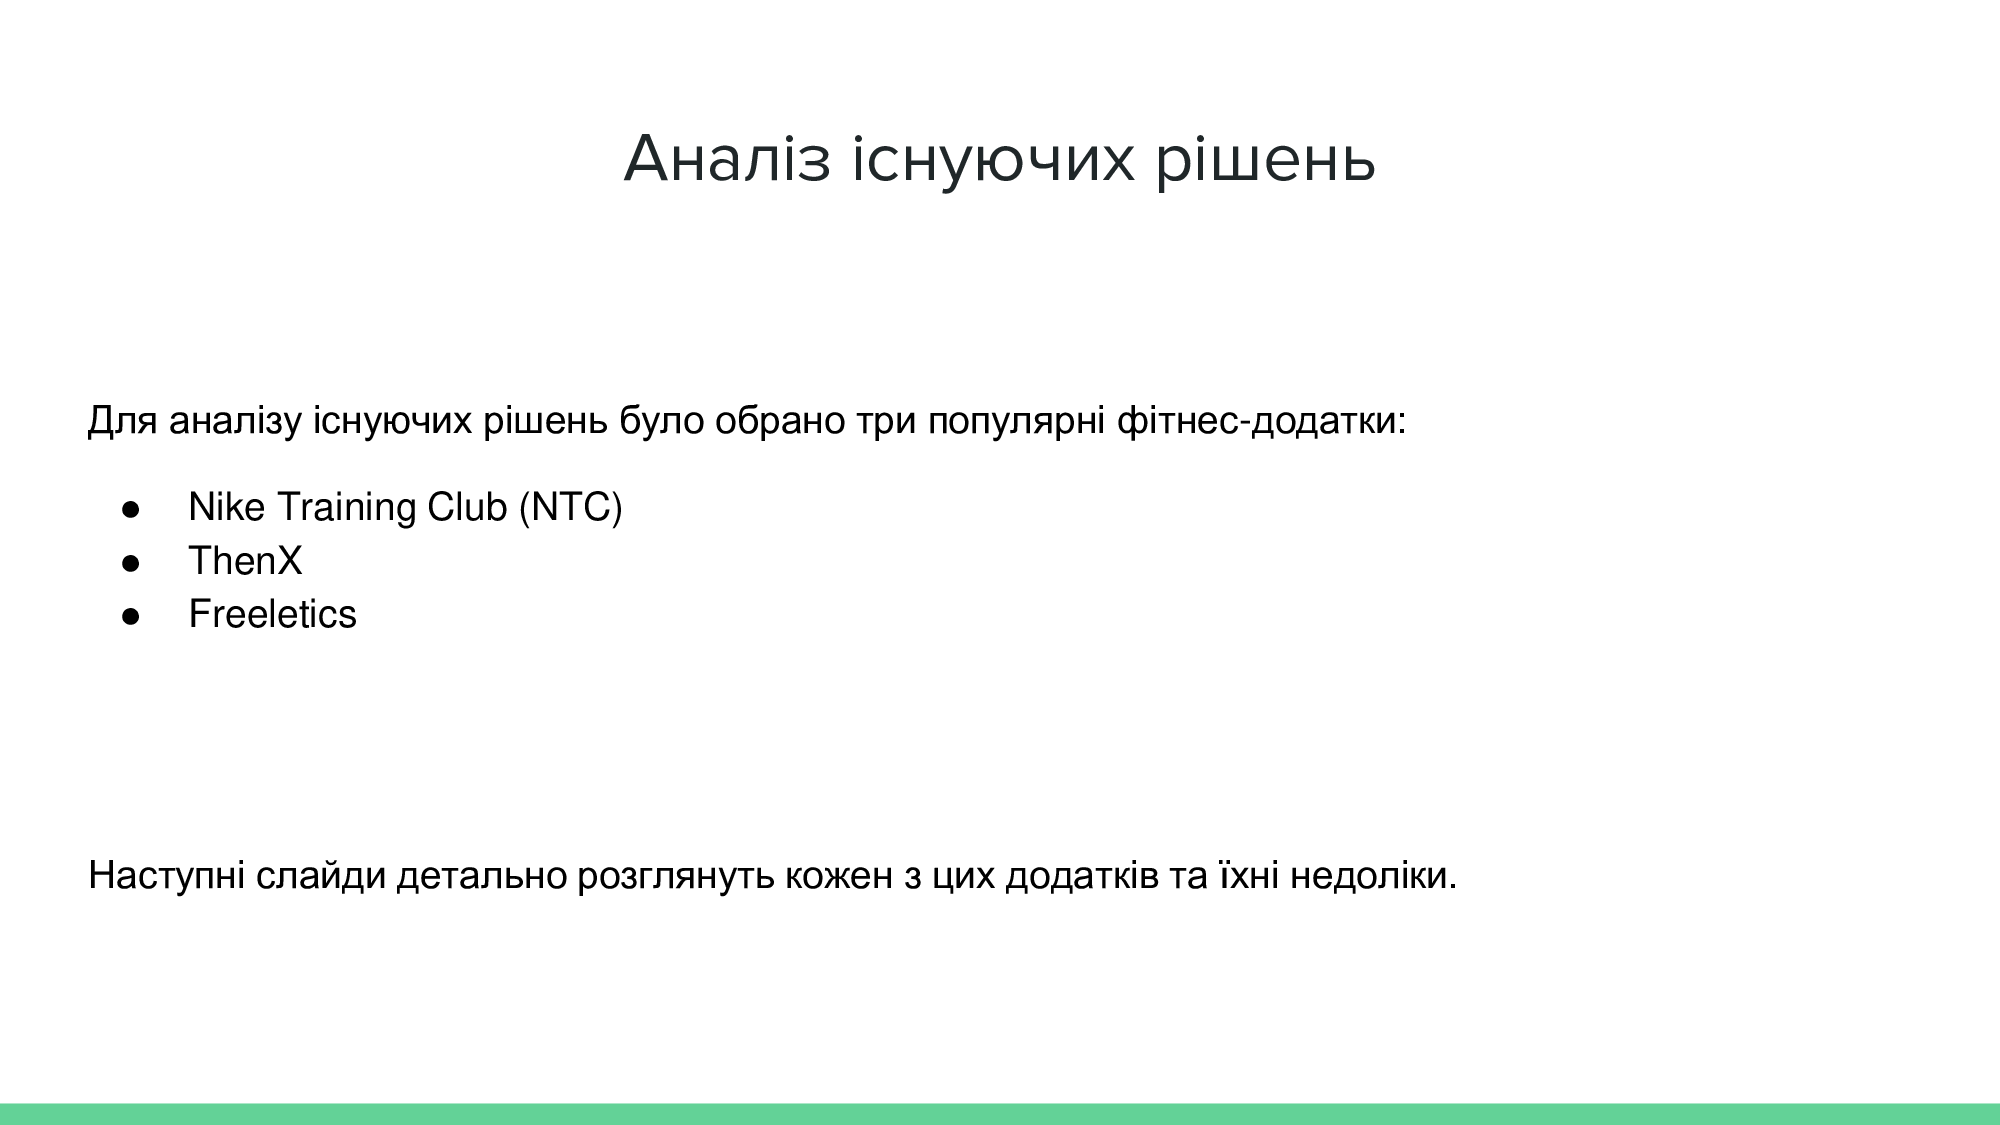 Аналіз існуючих рішень
Для аналізу існуючих рішень було обрано три популярні фітнес-додатки:
● Nike Training Club (NTC)
● ThenX
● Freeletics
Наступні слайди детально розглянуть кожен з цих додатків та їхні недоліки.